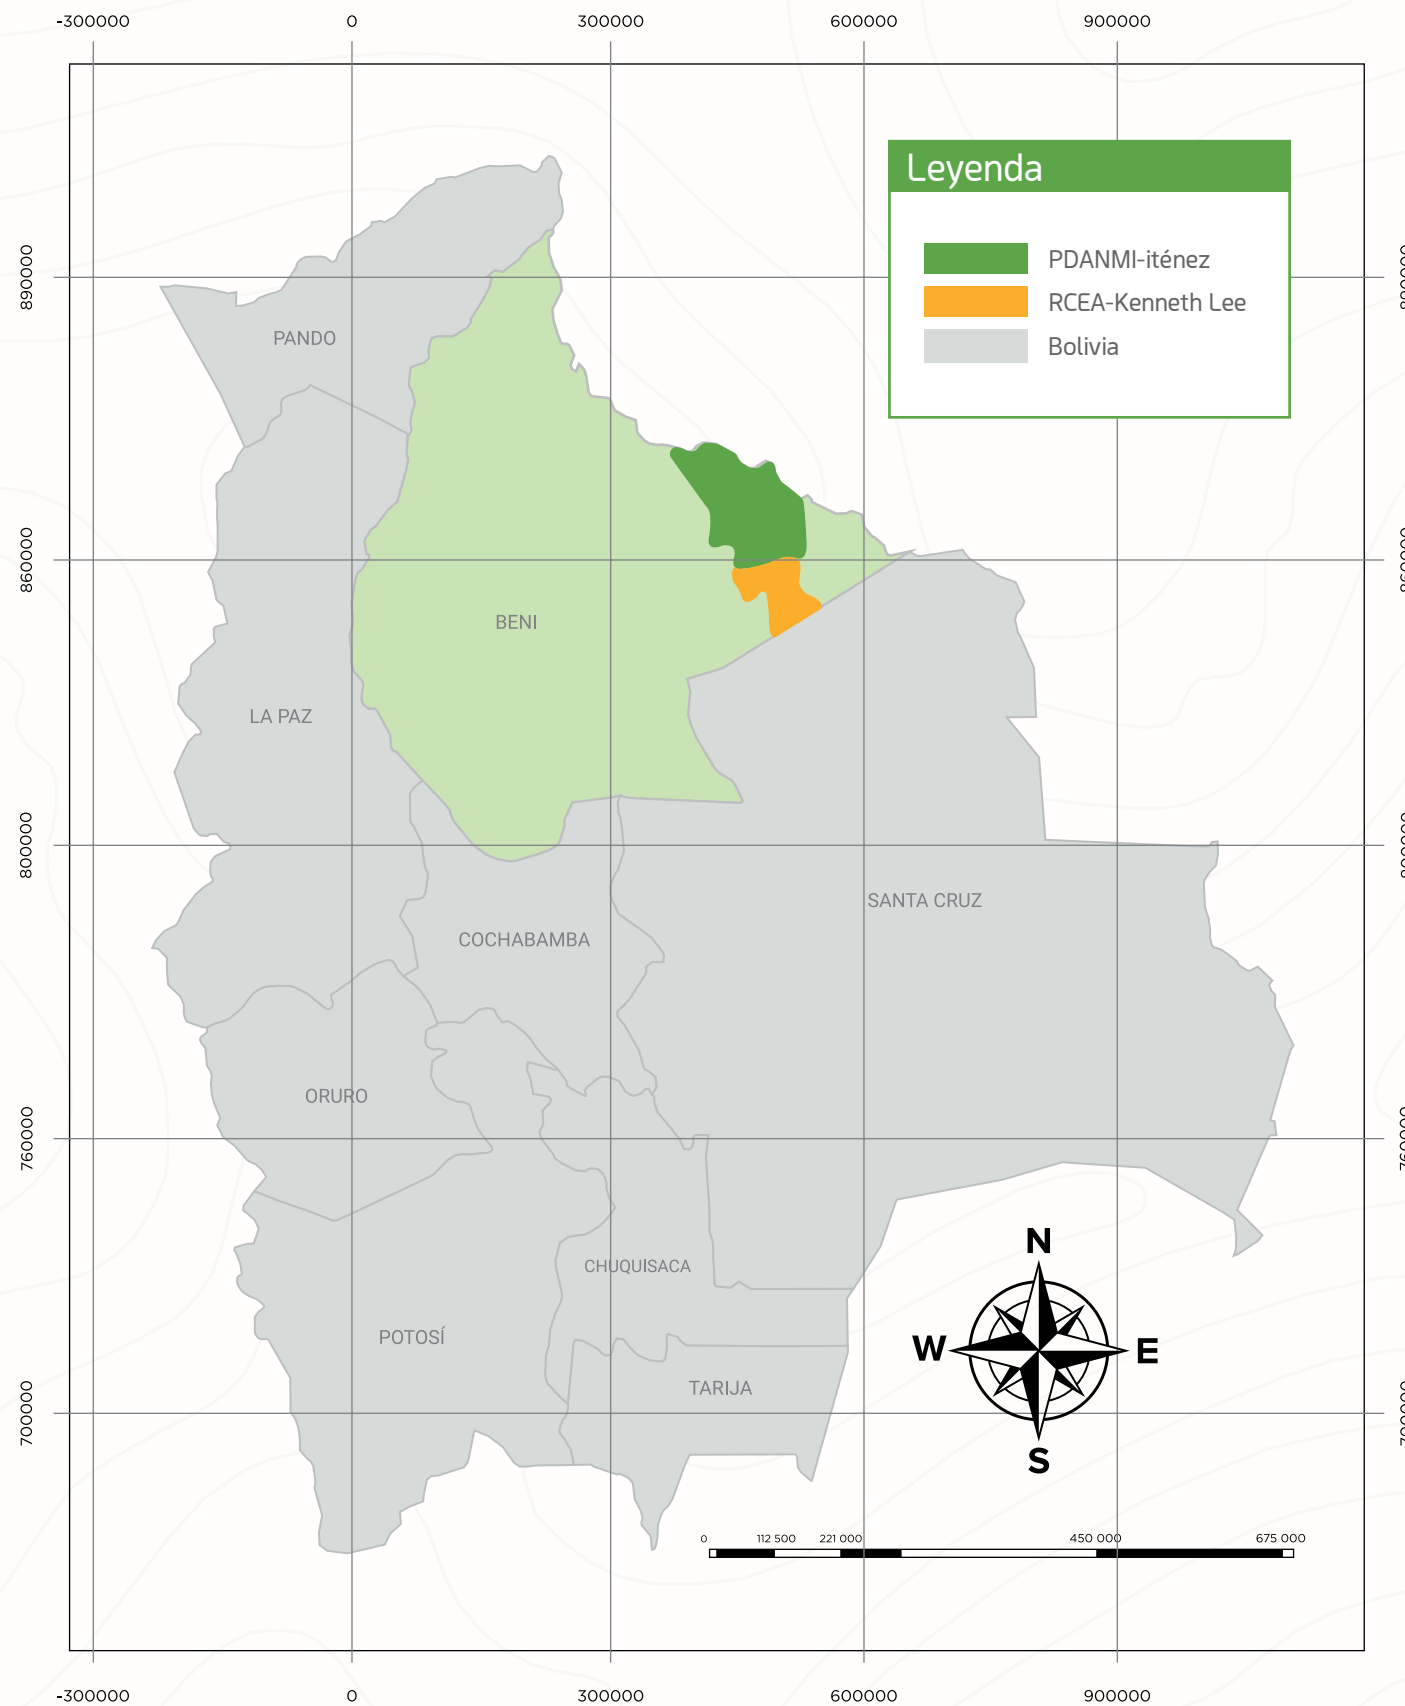 -300000 0 300000 600000 900000
Leyenda
PDANMI-iténez
RCEA-Kenneth Lee
Bolivia
890000
PANDO
860000 860000
BENI
LA PAZ
800000
SANTA CRUZ
COCHABAMBA
ORURO
760000 760000
N
CHUQUISACA
POTOSÍ
W E
TARIJA
700000
S
0 112 500 221 000 450 000 675 000
-300000 0 300000 600000 900000